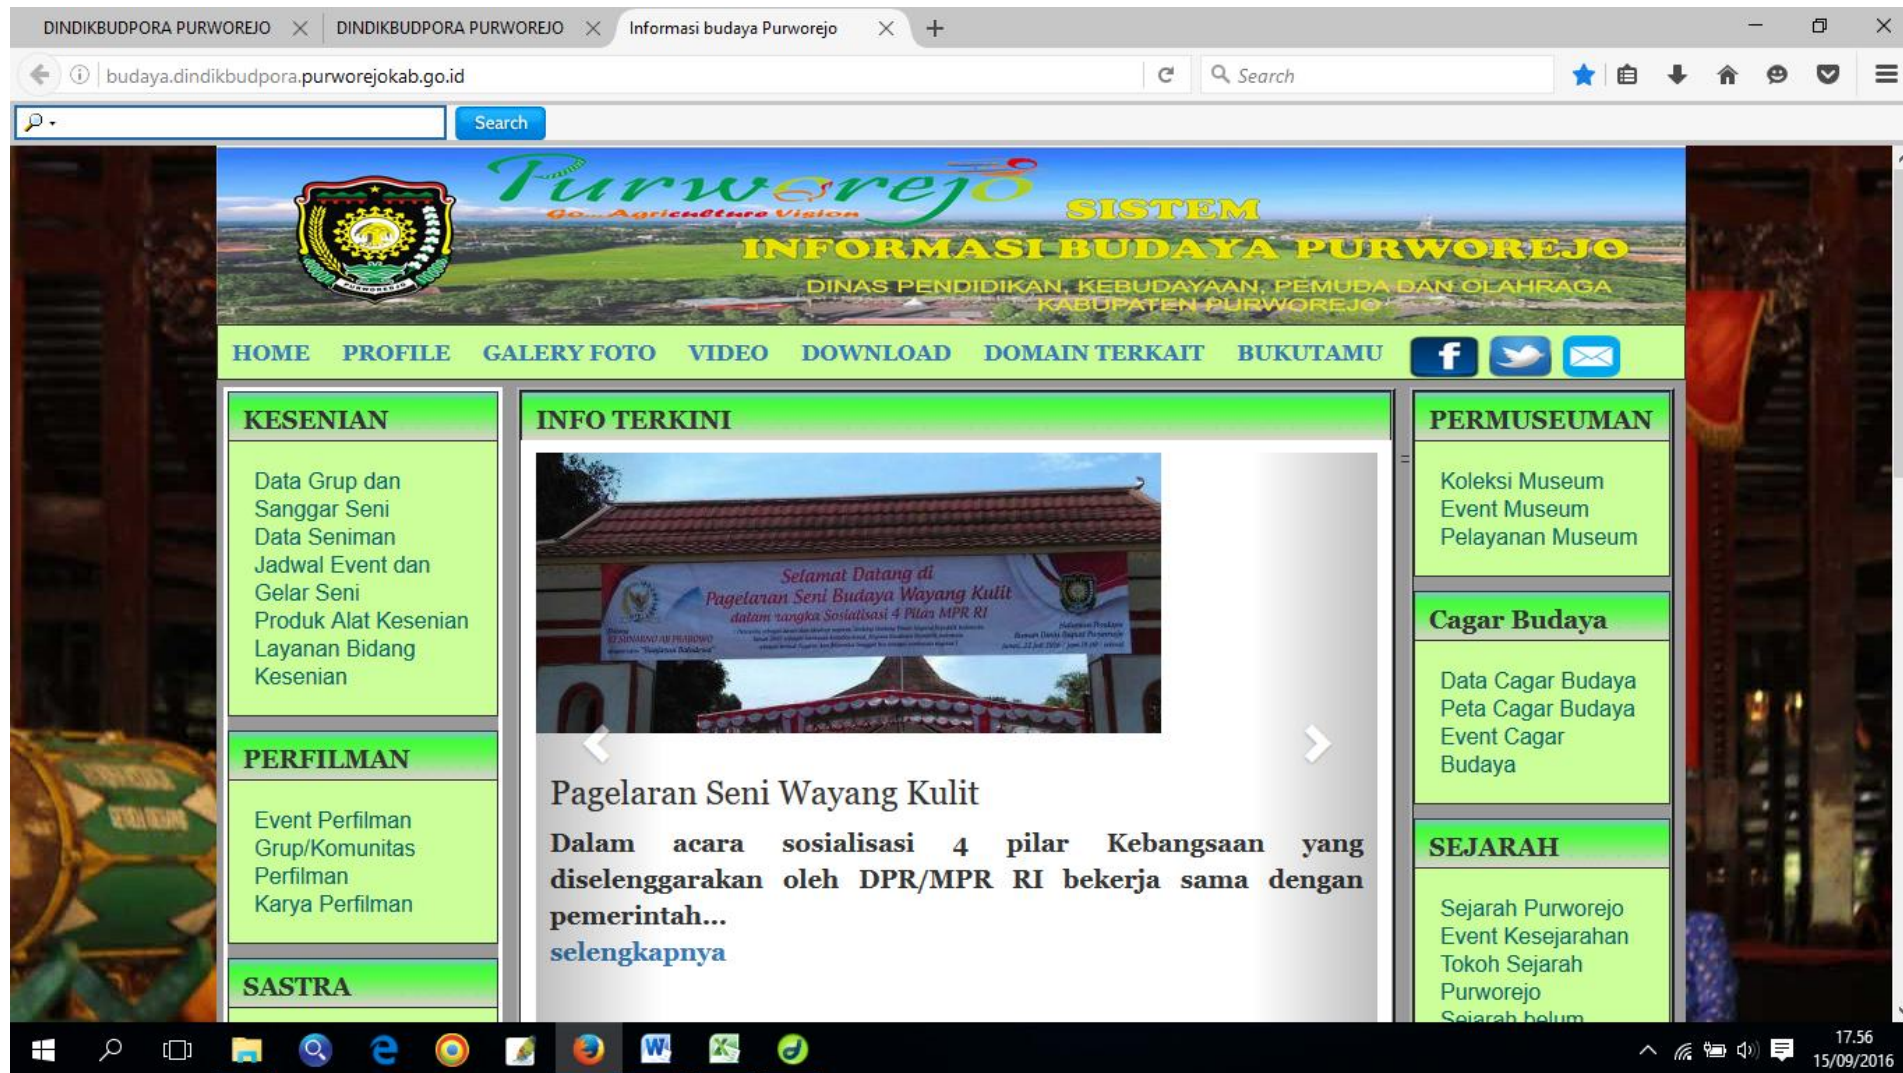 DINDIKBUDPORA PURWOREJO
DINDIKBUDPORA PURWOREJO
Informasi budaya Purworejo
budaya.dindikbudpora.purworejokab.go.id
Search
Search
Purworejo
Go... Agriculture Vision
SISTEM
INFORMASI BUDAYA PURWOREJO
DINAS PENDIDIKAN, KEBUDAYAAN, PEMUDA DAN OLAHRAGA
KABUPATEN PURWOREJO
PURWOREJO
HOME PROFILE GALERY FOTO VIDEO DOWNLOAD DOMAIN TERKAIT BUKUTAMU
KESENIAN
Data Grup dan
Sanggar Seni
Data Seniman
Jadwal Event dan
Gelar Seni
Produk Alat Kesenian
Layanan Bidang
Kesenian
PERFILMAN
Event Perfilman
Grup/Komunitas
Perfilman
Karya Perfilman
SASTRA
INFO TERKINI
Selamat Datang di
Pagelaran Seni Budaya Wayang Kulit
dalam rangka Sosialisasi 4 Pilar MPR RI
Pagelaran Seni Wayang Kulit
Dalam acara sosialisasi 4 pilar Kebangsaan yang
diselenggarakan oleh DPR/MPR RI bekerja sama dengan
pemerintah...
selengkapnya
PERMUSEUMAN
Koleksi Museum
Event Museum
Pelayanan Museum
Cagar Budaya
Data Cagar Budaya
Peta Cagar Budaya
Event Cagar
Budaya
SEJARAH
Sejarah Purworejo
Event Kesejarahan
Tokoh Sejarah
Purworejo
Sejarah belum
17.56
15/09/2016